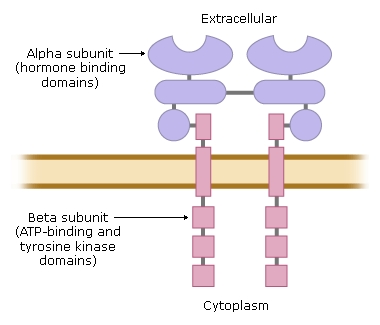 Extracellular
Alpha subunit
(hormone binding
domains)
Beta subunit
(ATP-binding and
tyrosine kinase
domains)
Cytoplasm